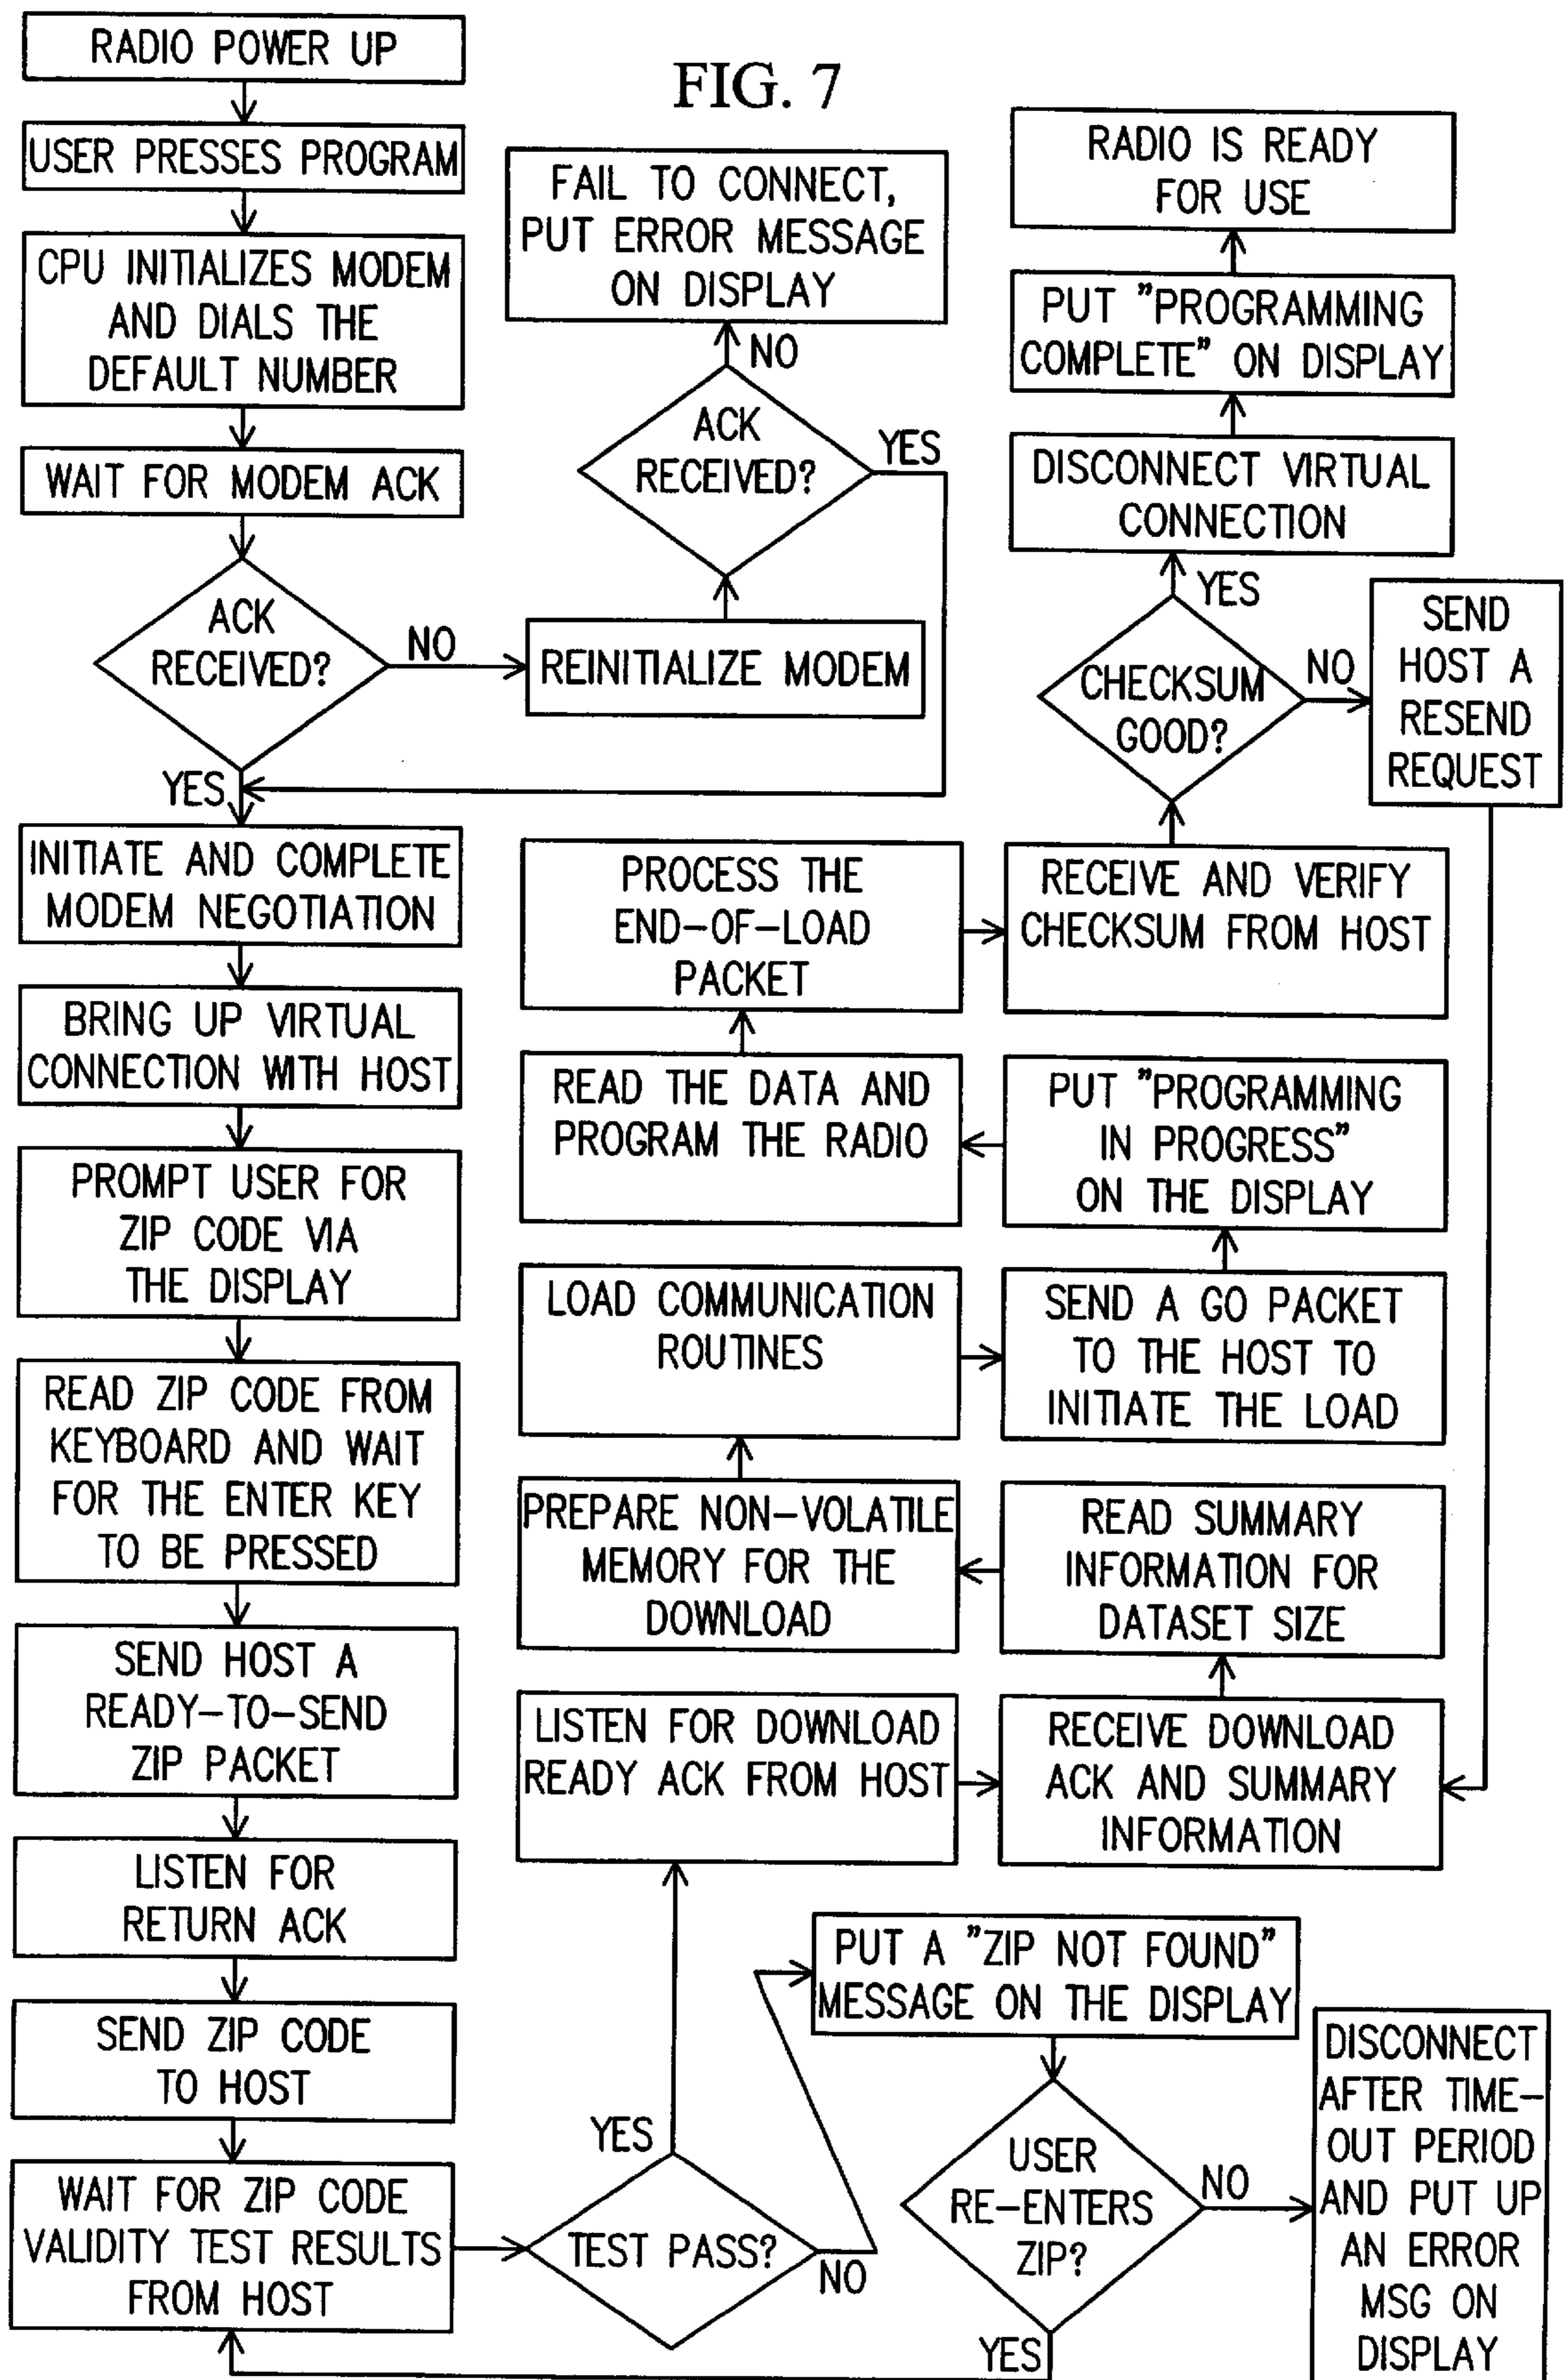 FIG. 7
RADIO POWER UP
USER PRESSES PROGRAM
CPU INITIALIZES MODEM
AND DIALS THE
DEFAULT NUMBER
WAIT FOR MODEM ACK
ACK
RECEIVED?
NO
YES
REINITIALIZE MODEM
ACK
RECEIVED?
YES
NO
FAIL TO CONNECT,
PUT ERROR MESSAGE
ON DISPLAY
INITIATE AND COMPLETE
MODEM NEGOTIATION
BRING UP VIRTUAL
CONNECTION WITH HOST
PROMPT USER FOR
ZIP CODE VIA
THE DISPLAY
READ ZIP CODE FROM
KEYBOARD AND WAIT
FOR THE ENTER KEY
TO BE PRESSED
SEND HOST A
READY-TO-SEND
ZIP PACKET
LISTEN FOR
RETURN ACK
SEND ZIP CODE
TO HOST
WAIT FOR ZIP CODE
VALIDITY TEST RESULTS
FROM HOST
TEST PASS?
YES
NO
PUT A "ZIP NOT FOUND"
MESSAGE ON THE DISPLAY
USER
RE-ENTERS
ZIP?
YES
NO
DISCONNECT
AFTER TIME-
OUT PERIOD
AND PUT UP
AN ERROR
MSG ON
DISPLAY
LISTEN FOR DOWNLOAD
READY ACK FROM HOST
RECEIVE DOWNLOAD
ACK AND SUMMARY
INFORMATION
READ SUMMARY
INFORMATION FOR
DATASET SIZE
PREPARE NON-VOLATILE
MEMORY FOR THE
DOWNLOAD
LOAD COMMUNICATION
ROUTINES
SEND A GO PACKET
TO THE HOST TO
INITIATE THE LOAD
PUT "PROGRAMMING
IN PROGRESS"
ON THE DISPLAY
READ THE DATA AND
PROGRAM THE RADIO
PROCESS THE
END-OF-LOAD
PACKET
RECEIVE AND VERIFY
CHECKSUM FROM HOST
CHECKSUM
GOOD?
NO
YES
SEND
HOST A
RESEND
REQUEST
DISCONNECT VIRTUAL
CONNECTION
PUT "PROGRAMMING
COMPLETE" ON DISPLAY
RADIO IS READY
FOR USE